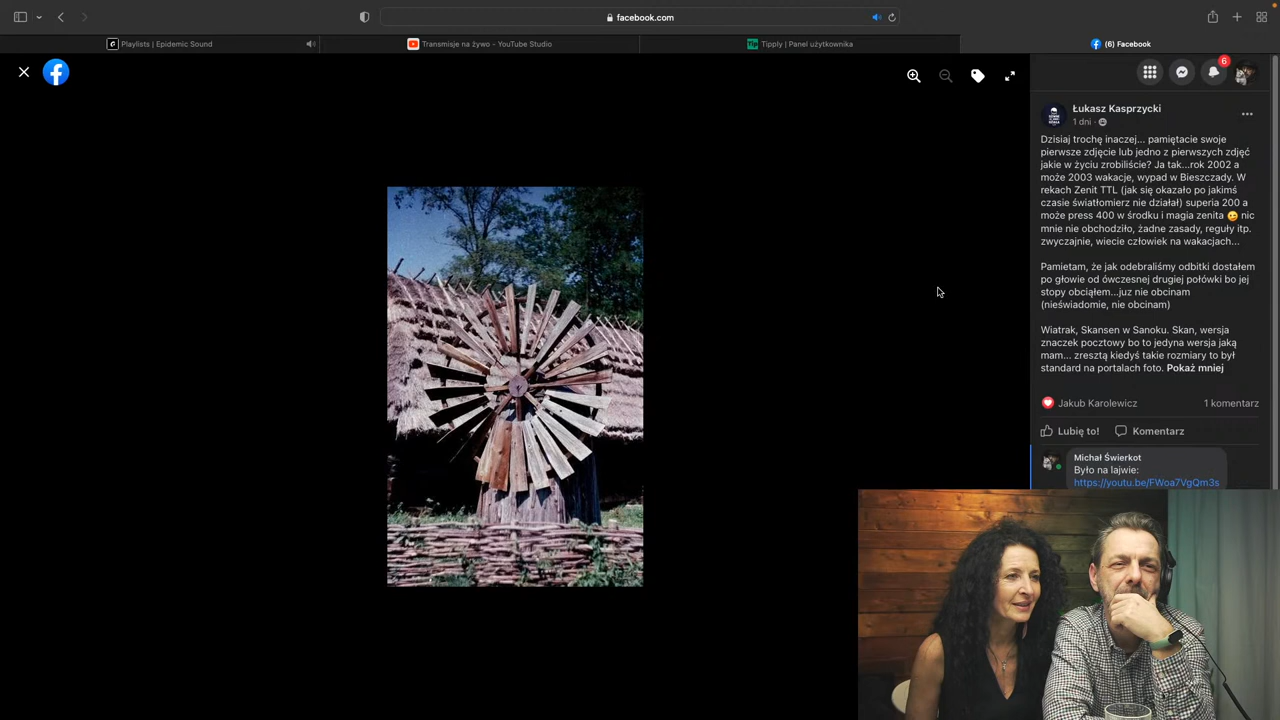 facebook.com
Playlists | Epidemic Sound
Transmisje na żywo - YouTube Studio
Tip
Tipply | Panel użytkownika
(6) Facebook
6
Łukasz Kasprzycki
1 dni
Dzisiaj trochę inaczej... pamiętacie swoje
pierwsze zdjęcie lub jedno z pierwszych zdjęć
jakie w życiu zrobiliście? Ja tak...rok 2002 a
może 2003 wakacje, wypad w Bieszczady. W
rekach Zenit TTL (jak się okazało po jakimś
czasie światłomierz nie działał) superia 200 a
może press 400 w środku i magia zenita 😉 nic
mnie nie obchodziło, żadne zasady, reguły itp.
zwyczajnie, wiecie człowiek na wakacjach...
Pamietam, że jak odebraliśmy odbitki dostałem
po głowie od ówczesnej drugiej połówki bo jej
stopy obciąłem...juz nie obcinam
(nieświadomie, nie obcinam)
Wiatrak, Skansen w Sanoku. Skan, wersja
znaczek pocztowy bo to jedyna wersja jaką
mam... zresztą kiedyś takie rozmiary to był
standard na portalach foto. Pokaż mniej
Jakub Karolewicz
1 komentarz
Lubię to!
Komentarz
Michał Świerkot
Było na lajwie:
https://youtu.be/FWoa7VgQm3s